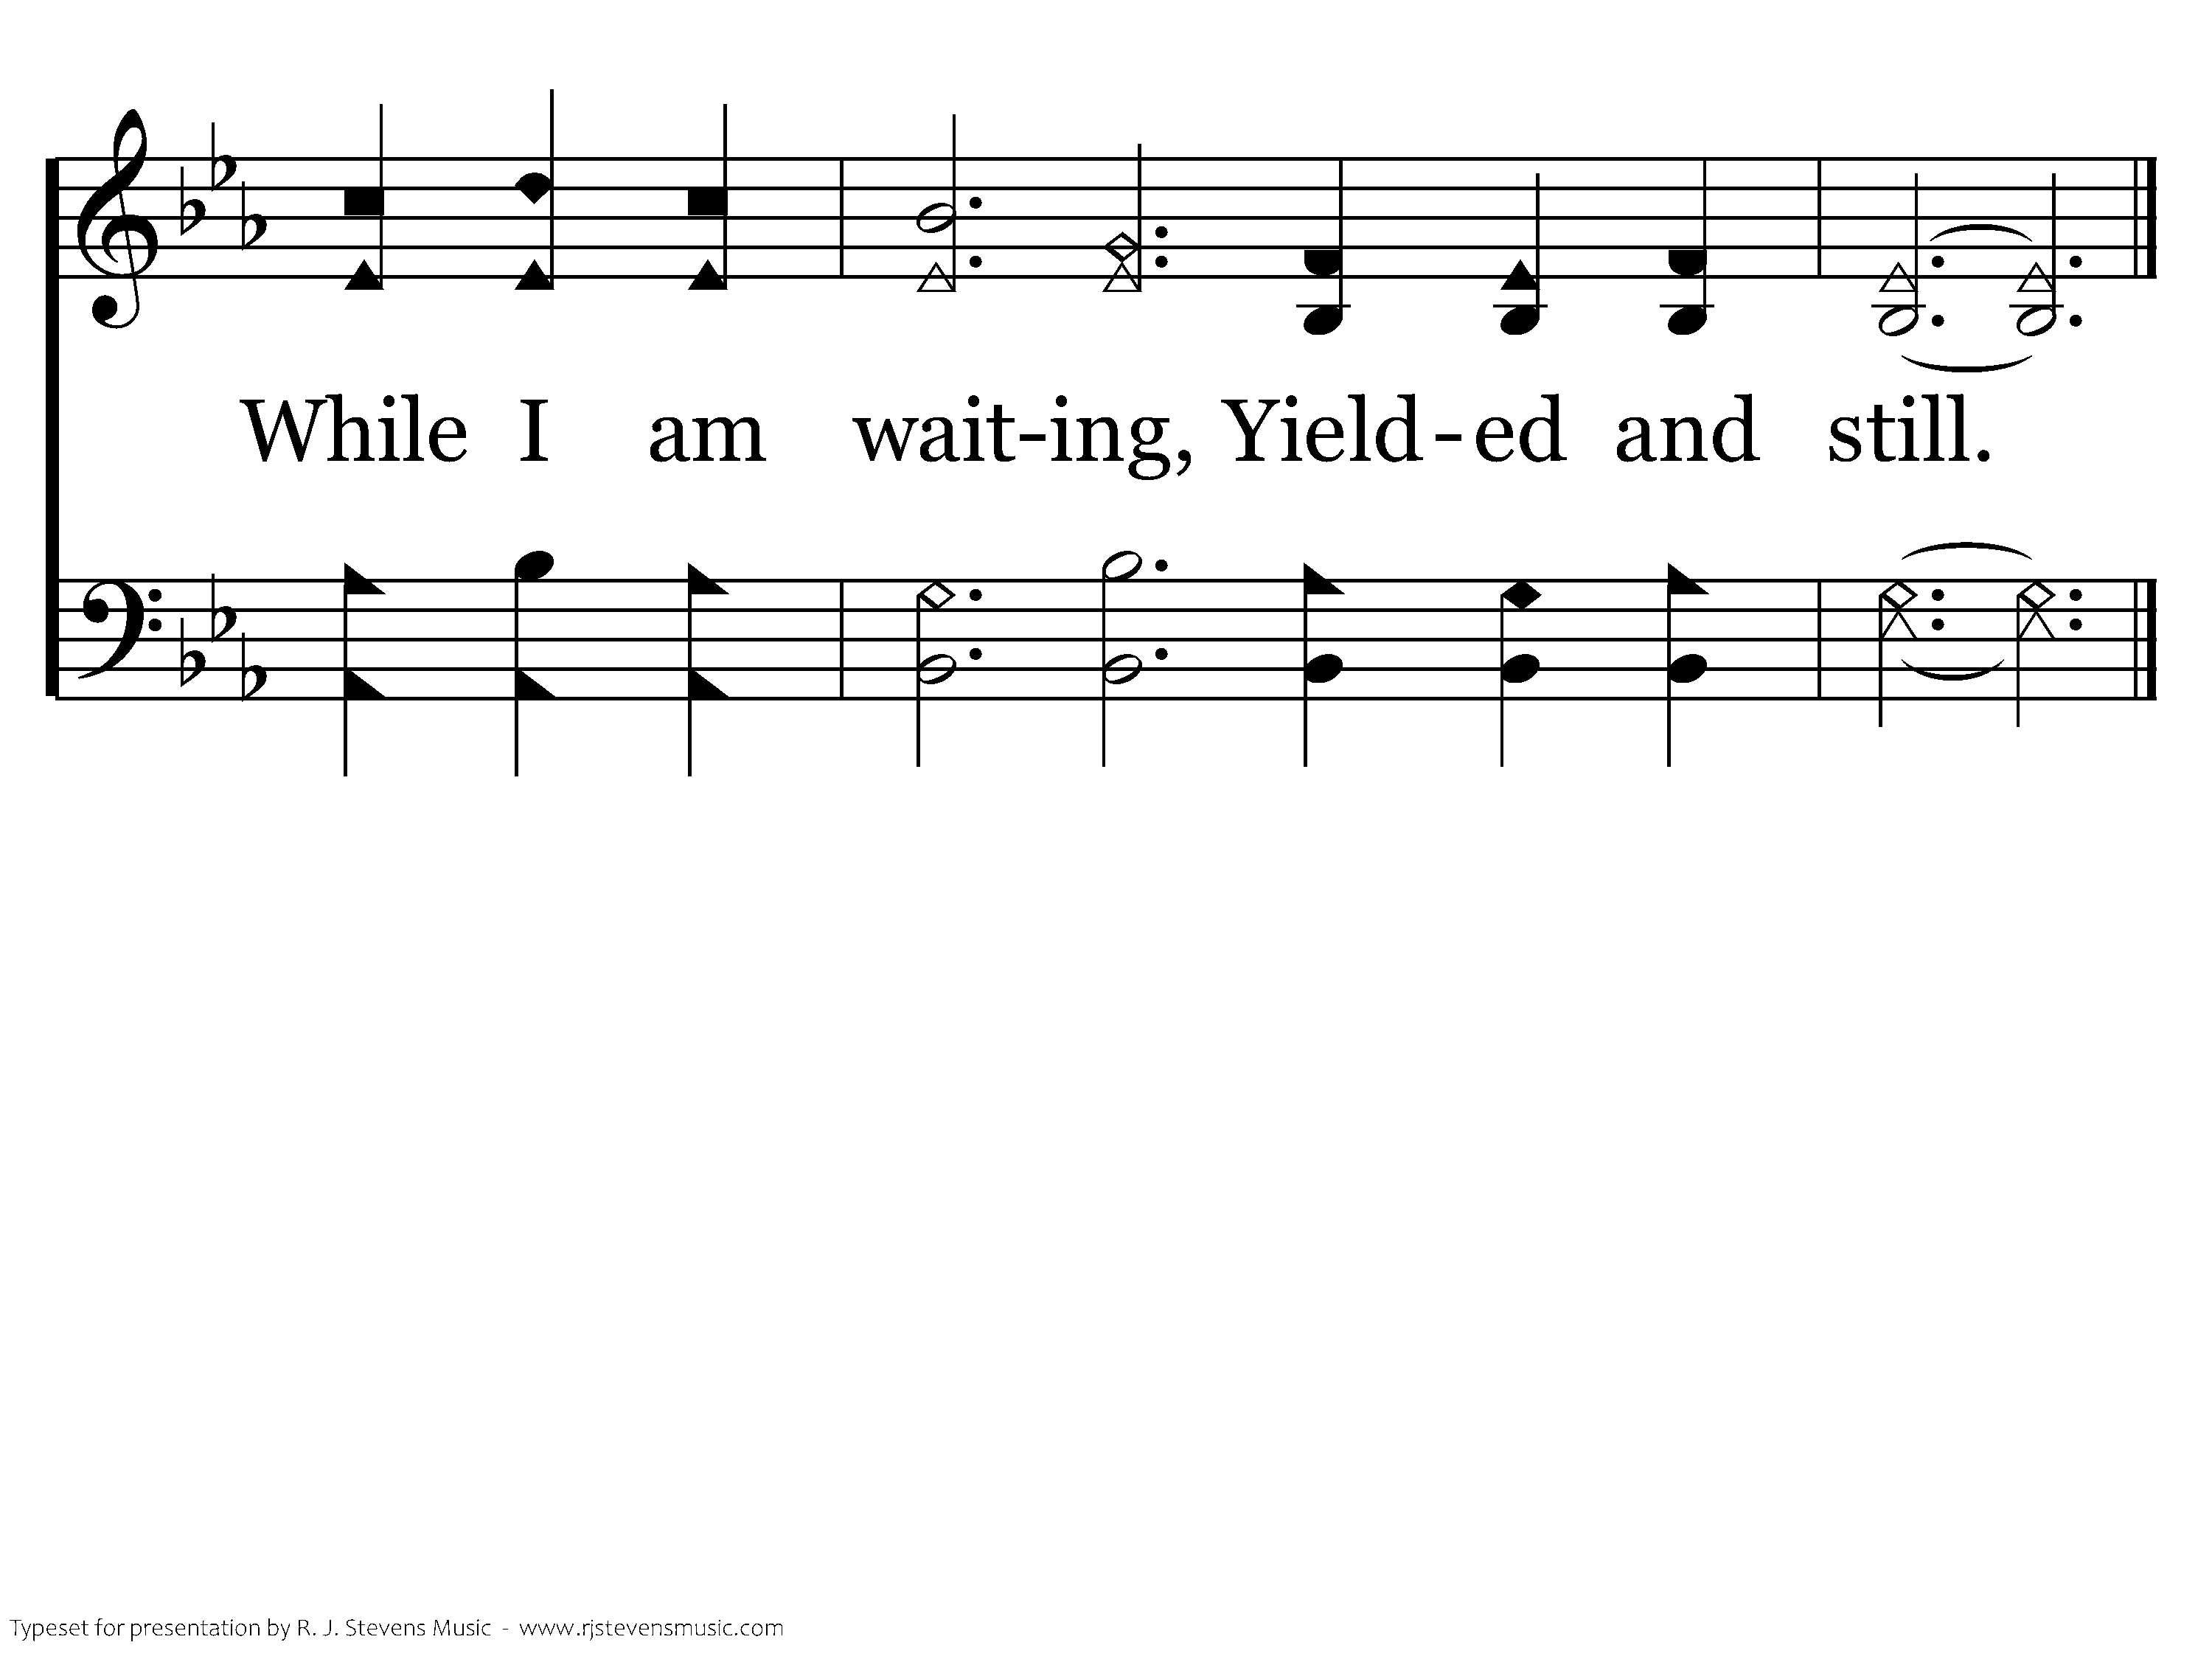 While I am wait-ing, Yield-ed and still.
Typeset for presentation by R. J. Stevens Music - www.rjstevensmusic.com